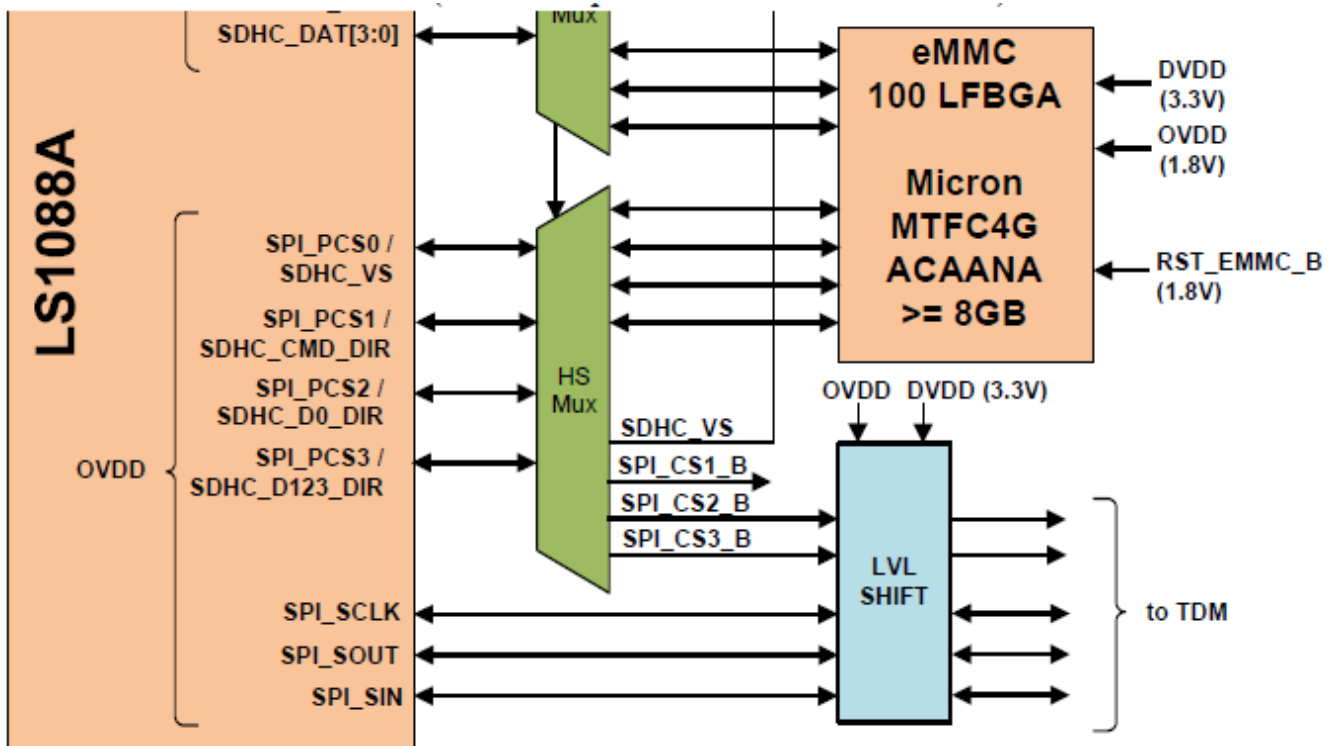 Mux
SDHC_DAT[3:0]
eMMC
100 LFBGA
DVDD
(3.3V)
OVDD
(1.8V)
LS1088A
Micron
MTFC4G
ACAANA
>= 8GB
SPI_PCS0 /
SDHC_VS
RST_EMMC_B
(1.8V)
SPI_PCS1 /
SDHC_CMD_DIR
HS
Mux
SPI_PCS2 /
SDHC_D0_DIR
OVDD DVDD (3.3V)
SDHC_VS
OVDD
SPI_PCS3 /
SDHC_D123_DIR
SPI_CS1_B
SPI_CS2_B
SPI_CS3_B
LVL
SHIFT
SPI_SCLK
to TDM
SPI_SOUT
SPI_SIN